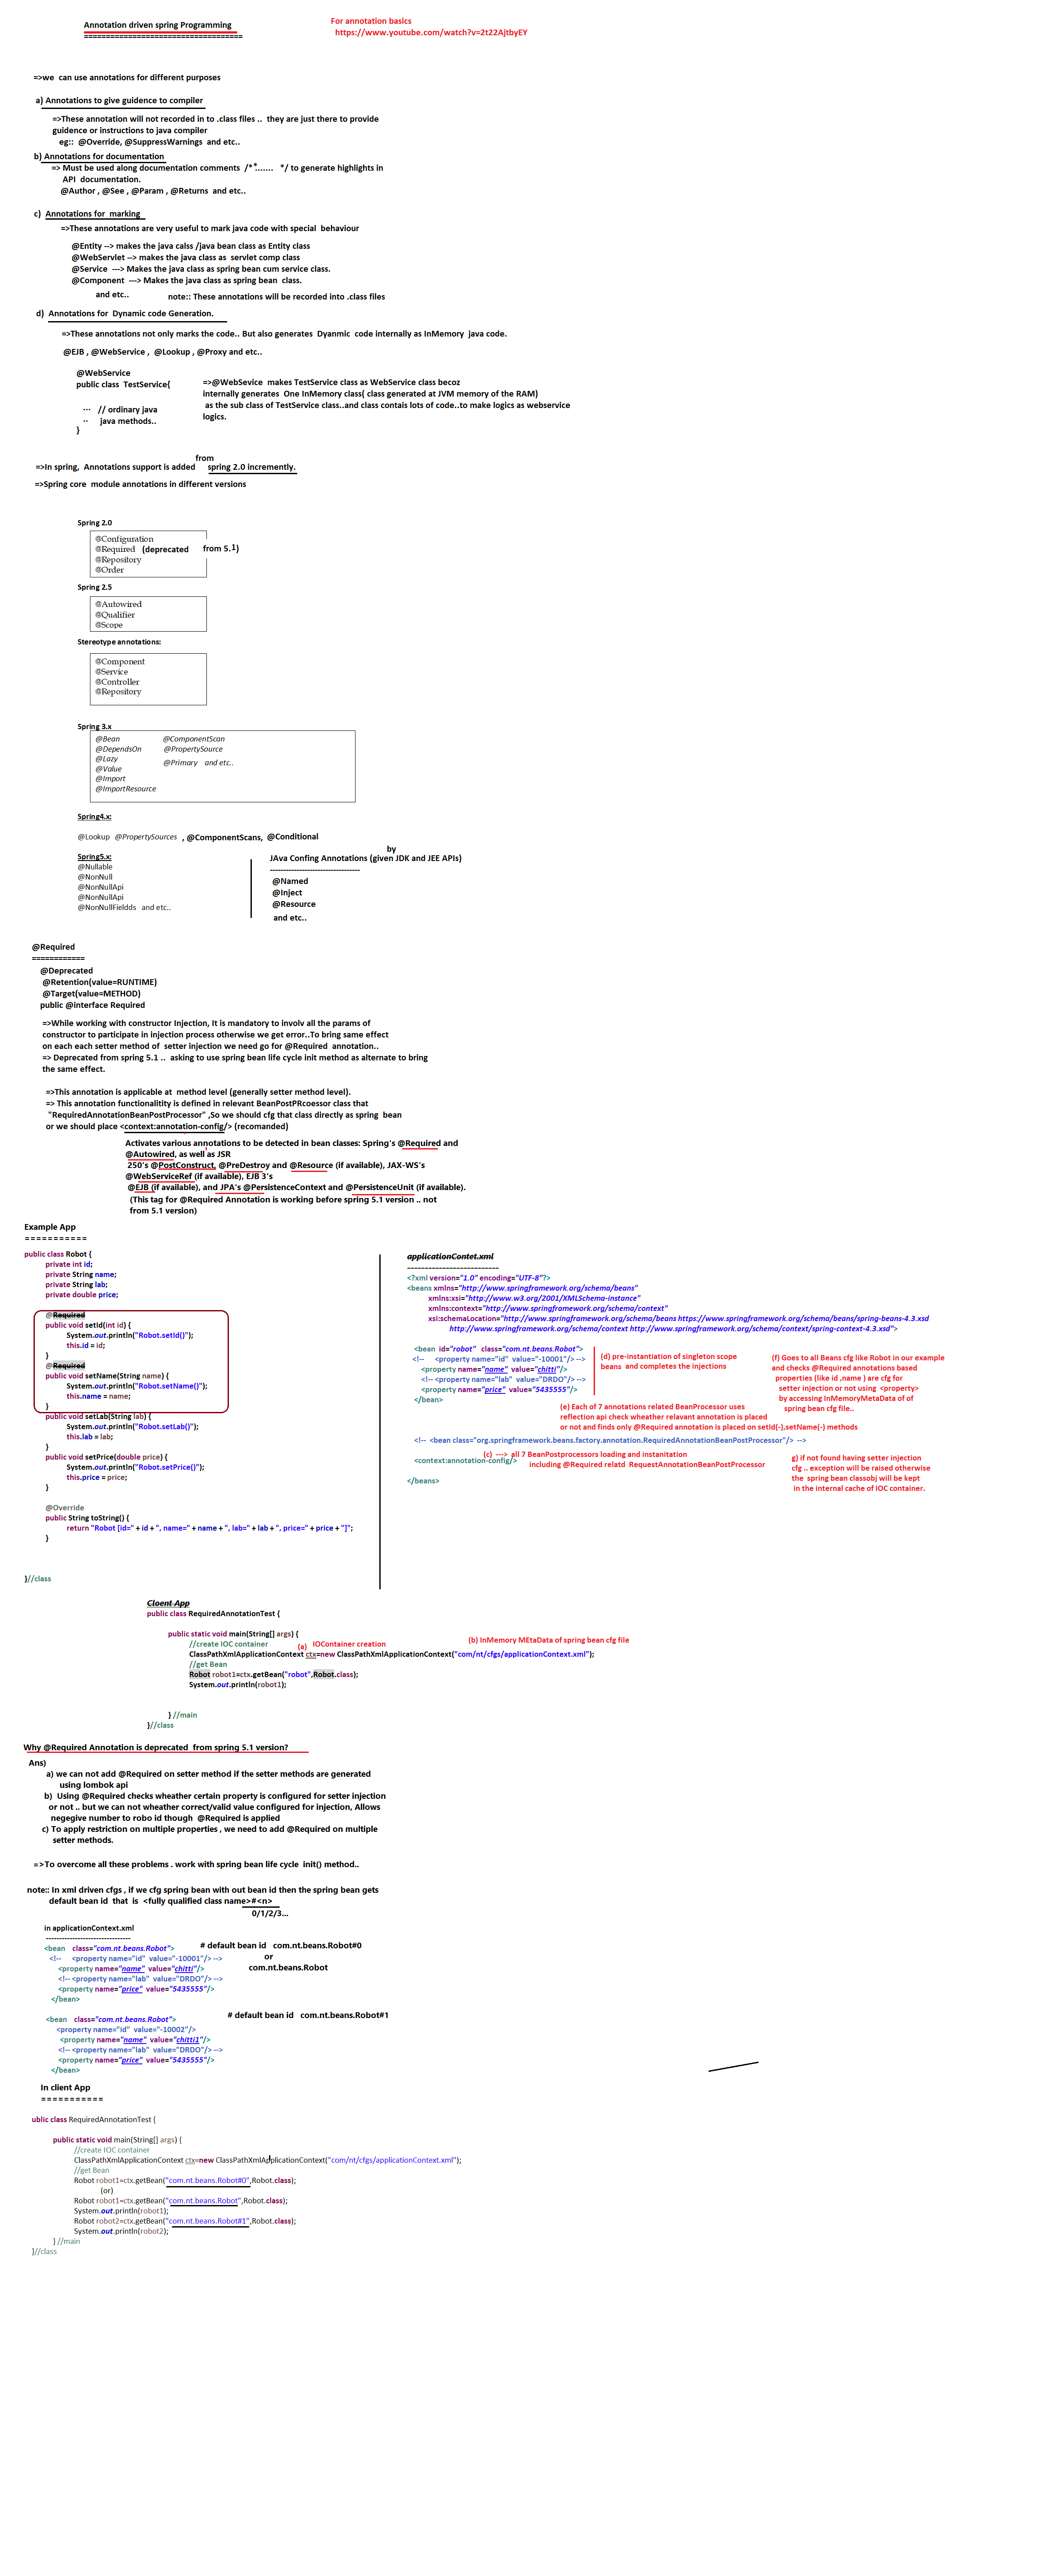 Annotation driven spring Programming
====================================
For annotation basics
https://www.youtube.com/watch?v=2t22AjtbyEY
=>we can use annotations for different purposes
a) Annotations to give guidence to compiler
=>These annotation will not recorded in to .class files .. they are just there to provide
guidence or instructions to java compiler
eg:: @Override, @SuppressWarnings and etc..
b) Annotations for documentation
=> Must be used along documentation comments /**....... */ to generate highlights in
API documentation.
@Author , @See , @Param , @Returns and etc..
c) Annotations for marking
=>These annotations are very useful to mark java code with special behaviour
@Entity --> makes the java calss /java bean class as Entity class
@WebServlet --> makes the java class as servlet comp class
@Service ---> Makes the java class as spring bean cum service class.
@Component ---> Makes the java class as spring bean class.
and etc..
note:: These annotations will be recorded into .class files
d) Annotations for Dynamic code Generation.
=>These annotations not only marks the code.. But also generates Dyanmic code internally as InMemory java code.
@EJB , @WebService , @Lookup , @Proxy and etc..
@WebService
public class TestService{
... // ordinary java
.. java methods..
}
=>@WebSevice makes TestService class as WebService class becoz
internally generates One InMemory class( class generated at JVM memory of the RAM)
as the sub class of TestService class..and class contais lots of code..to make logics as webservice
logics.
from
=>In spring, Annotations support is added spring 2.0 incremently.
=>Spring core module annotations in different versions
Spring 2.0
@Configuration
@Required (deprecated from 5.1)
@Repository
@Order
Spring 2.5
@Autowired
@Qualifier
@Scope
Stereotype annotations:
@Component
@Service
@Controller
@Repository
Spring 3.x
@Bean @ComponentScan
@DependsOn @PropertySource
@Lazy
@Primary and etc..
@Value
@Import
@ImportResource
Spring4.x:
@Lookup @PropertySources , @ComponentScans, @Conditional
Spring5.x:
@Nullable
@NonNull
@NonNullApi
@NonNullApi
@NonNullFieldds and etc..
by
JAva Confing Annotations (given JDK and JEE APIs)
----------------------------------
@Named
@Inject
@Resource
and etc..
@Required
============
@Deprecated
@Retention(value=RUNTIME)
@Target(value=METHOD)
public @interface Required
=>While working with constructor Injection, It is mandatory to involv all the params of
constructor to participate in injection process otherwise we get error..To bring same effect
on each each setter method of setter injection we need go for @Required annotation..
=> Deprecated from spring 5.1 .. asking to use spring bean life cycle init method as alternate to bring
the same effect.
=>This annotation is applicable at method level (generally setter method level).
=> This annotation functionalitity is defined in relevant BeanPostPRcoessor class that
"RequiredAnnotationBeanPostProcessor" ,So we should cfg that class directly as spring bean
or we should place <context:annotation-config/> (recomanded)
Activates various annotations to be detected in bean classes: Spring's @Required and
@Autowired, as well as JSR
250's @PostConstruct, @PreDestroy and @Resource (if available), JAX-WS's
@WebServiceRef (if available), EJB 3's
@EJB (if available), and JPA's @PersistenceContext and @PersistenceUnit (if available).
(This tag for @Required Annotation is working before spring 5.1 version .. not
from 5.1 version)
Example App
===========
public class Robot {
private int id;
private String name;
private String lab;
private double price;
@Required
public void setId(int id) {
System.out.println("Robot.setId()");
this.id = id;
}
@Required
public void setName(String name) {
System.out.println("Robot.setName()");
this.name = name;
}
public void setLab(String lab) {
System.out.println("Robot.setLab()");
this.lab = lab;
}
public void setPrice(double price) {
System.out.println("Robot.setPrice()");
this.price = price;
}
@Override
public String toString() {
return "Robot [id=" + id + ", name=" + name + ", lab=" + lab + ", price=" + price + "]";
}
}//class
applicationContet.xml
--------------------------
<?xml version="1.0" encoding="UTF-8"?>
<beans xmlns="http://www.springframework.org/schema/beans"
xmlns:xsi="http://www.w3.org/2001/XMLSchema-instance"
xmlns:context="http://www.springframework.org/schema/context"
xsi:schemaLocation="http://www.springframework.org/schema/beans https://www.springframework.org/schema/beans/spring-beans-4.3.xsd
http://www.springframework.org/schema/context http://www.springframework.org/schema/context/spring-context-4.3.xsd">
<bean id="robot" class="com.nt.beans.Robot">
<!-- <property name="id" value="-10001"/> -->
<property name="name" value="chitti"/>
<!-- <property name="lab" value="DRDO"/> -->
<property name="price" value="5435555"/>
</bean>
(d) pre-instantiation of singleton scope
beans and completes the injections
(f) Goes to all Beans cfg like Robot in our example
and checks @Required annotations based
properties (like id ,name ) are cfg for
setter injection or not using <property>
by accessing InMemoryMetaData of of
spring bean cfg file..
(e) Each of 7 annotations related BeanProcessor uses
reflection api check wheather relavant annotation is placed
or not and finds only @Required annotation is placed on setId(-),setName(-) methods
<!-- <bean class="org.springframework.beans.factory.annotation.RequiredAnnotationBeanPostProcessor"/> -->
(c) ---> all 7 BeanPostprocessors loading and instanitation
<context:annotation-config/> including @Required relatd RequestAnnotationBeanPostProcessor
</beans>
g) if not found having setter injection
cfg .. exception will be raised otherwise
the spring bean classobj will be kept
in the internal cache of IOC container.
Cloent App
public class RequiredAnnotationTest {
public static void main(String[] args) {
//create IOC container
(a) IOContainer creation
(b) InMemory MEtaData of spring bean cfg file
ClassPathXmlApplicationContext ctx=new ClassPathXmlApplicationContext("com/nt/cfgs/applicationContext.xml");
//get Bean
Robot robot1=ctx.getBean("robot",Robot.class);
System.out.println(robot1);
} //main
}//class
Why @Required Annotation is deprecated from spring 5.1 version?
Ans)
a) we can not add @Required on setter method if the setter methods are generated
using lombok api
b) Using @Required checks wheather certain property is configured for setter injection
or not .. but we can not wheather correct/valid value configured for injection, Allows
negegive number to robo id though @Required is applied
c) To apply restriction on multiple properties , we need to add @Required on multiple
setter methods.
=>To overcome all these problems . work with spring bean life cycle init() method..
note:: In xml driven cfgs , if we cfg spring bean with out bean id then the spring bean gets
default bean id that is <fully qualified class name>#<n>
0/1/2/3...
in applicationContext.xml
--------------------------------
<bean class="com.nt.beans.Robot">
<!-- <property name="id" value="-10001"/> -->
<property name="name" value="chitti"/>
<!-- <property name="lab" value="DRDO"/> -->
<property name="price" value="5435555"/>
</bean>
# default bean id com.nt.beans.Robot#0
or
com.nt.beans.Robot
<bean class="com.nt.beans.Robot">
<property name="id" value="-10002"/>
<property name="name" value="chitti1"/>
<!-- <property name="lab" value="DRDO"/> -->
<property name="price" value="5435555"/>
</bean>
# default bean id com.nt.beans.Robot#1
In client App
===========
ublic class RequiredAnnotationTest {
public static void main(String[] args) {
//create IOC container
ClassPathXmlApplicationContext ctx=new ClassPathXmlApplicationContext("com/nt/cfgs/applicationContext.xml");
//get Bean
Robot robot1=ctx.getBean("com.nt.beans.Robot#0",Robot.class);
(or)
Robot robot1=ctx.getBean("com.nt.beans.Robot",Robot.class);
System.out.println(robot1);
Robot robot2=ctx.getBean("com.nt.beans.Robot#1",Robot.class);
System.out.println(robot2);
} //main
}//class